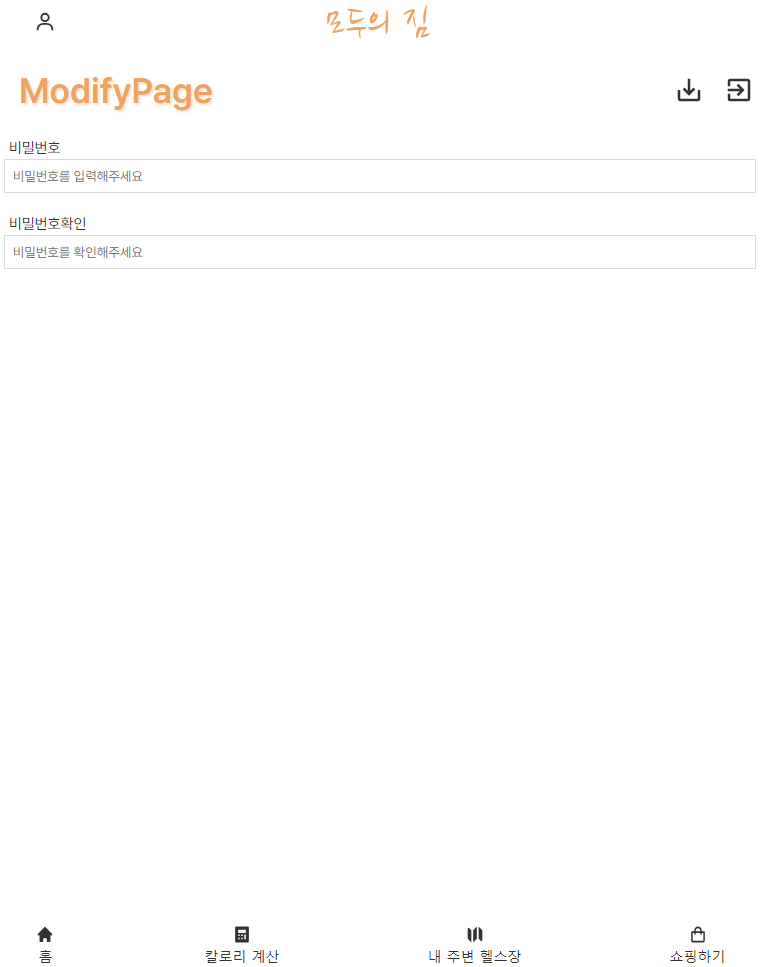 모두의 짐
ModifyPage
비밀번호
비밀번호를 입력해주세요
비밀번호확인
비밀번호를 확인해주세요
홈
칼로리 계산
내 주변 헬스장
쇼핑하기